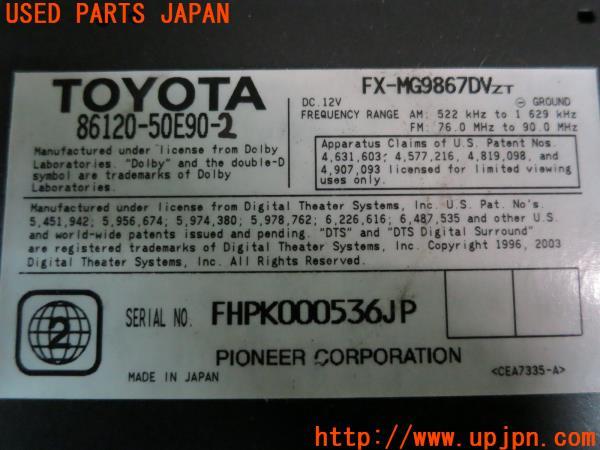 USED PARTS JAPAN
TOYOTA
86120-50E90-2
FX-MG9867DVZT
DC.12V ⊖ GROUND
FREQUENCY RANGE AM: 522 kHz to 1 629 kHz
FM: 76.0 MHz to 90.0 MHz
Manufactured under license from Dolby
Laboratories. "Dolby" and the double-D
symbol are trademarks of Dolby
Laboratories.
Apparatus Claims of U.S. Patent Nos.
4,631,603; 4,577,216, 4,819,098, and
4,907,093 licensed for limited viewing
uses only.
Manufactured under license from Digital Theater Systems, Inc. U.S. Pat. No's.
5,451,942; 5,956,674; 5,974,380; 5,978,762; 6,226,616; 6,487,535 and other U.S.
and world-wide patents issued and pending. "DTS" and "DTS Digital Surround"
are registered trademarks of Digital Theater Systems, Inc. Copyright 1996, 2003
Digital Theater Systems, Inc. All Rights Reserved.
2
SERIAL NO. FHPK000536JP
PIONEER CORPORATION
MADE IN JAPAN
<CEA7335-A>
UPJ
http://www.upjpn.com